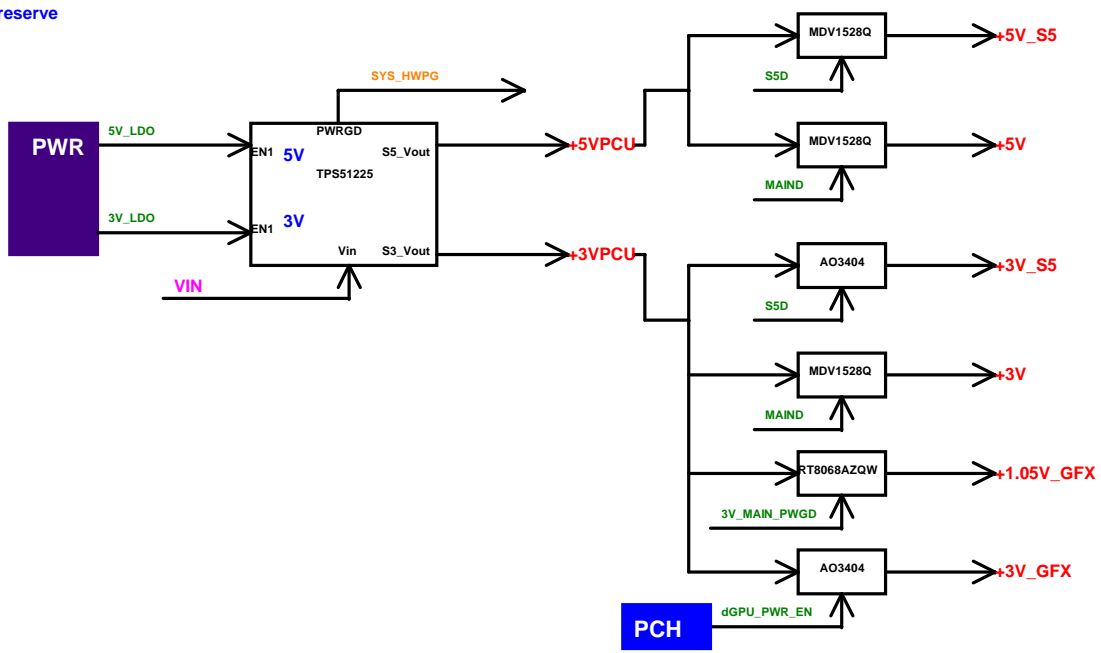 reserve
MDV1528Q
+5V_S5
S5D
SYS_HWPG
PWR
5V_LDO
3V_LDO
PWRGD
EN1
5V
S5_Vout
TPS51225
EN1
3V
Vin
S3_Vout
VIN
+5VPCU
+3VPCU
MDV1528Q
+5V
MAIND
AO3404
+3V_S5
S5D
MDV1528Q
+3V
MAIND
RT8068AZQW
+1.05V_GFX
3V_MAIN_PWGD
AO3404
+3V_GFX
PCH
dGPU_PWR_EN